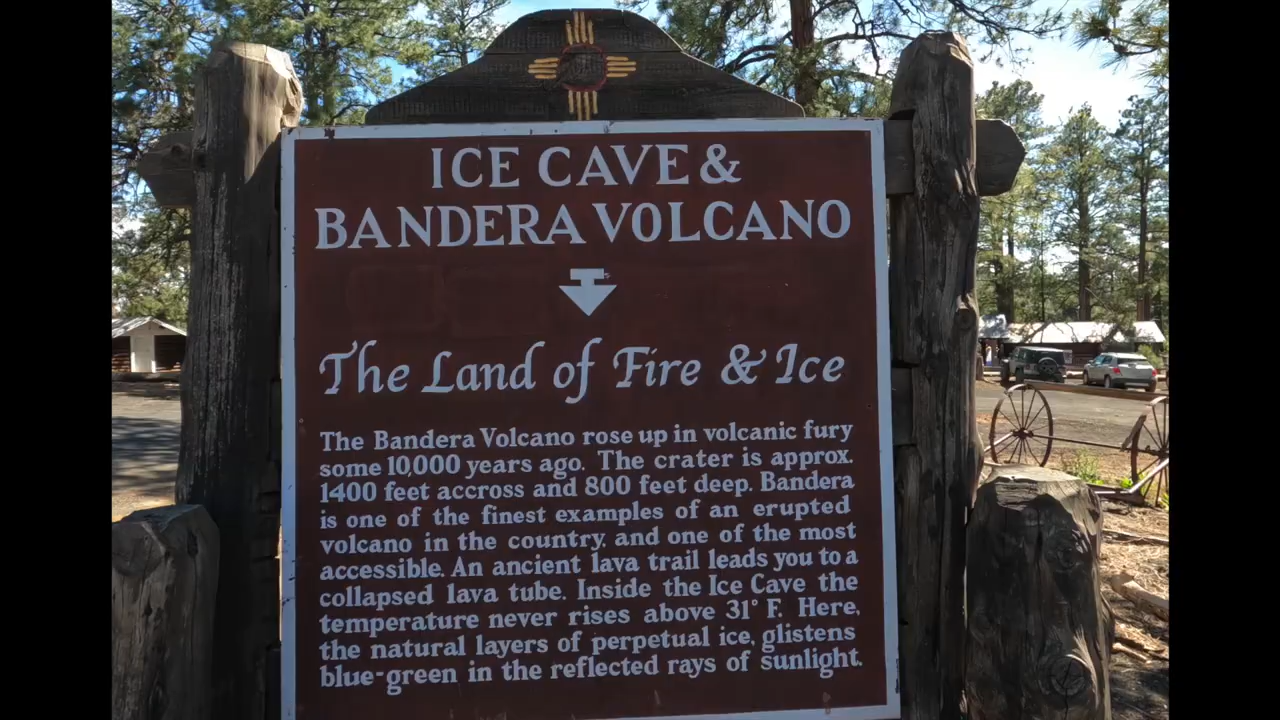 ICE CAVE &
BANDERA VOLCANO
The Land of Fire & Ice
The Bandera Volcano rose up in volcanic fury
some 10,000 years ago. The crater is approx.
1400 feet accross and 800 feet deep. Bandera
is one of the finest examples of an erupted
volcano in the country, and one of the most
accessible. An ancient lava trail leads you to a
collapsed lava tube. Inside the Ice Cave the
temperature never rises above 31° F. Here,
the natural layers of perpetual ice, glistens
blue-green in the reflected rays of sunlight.